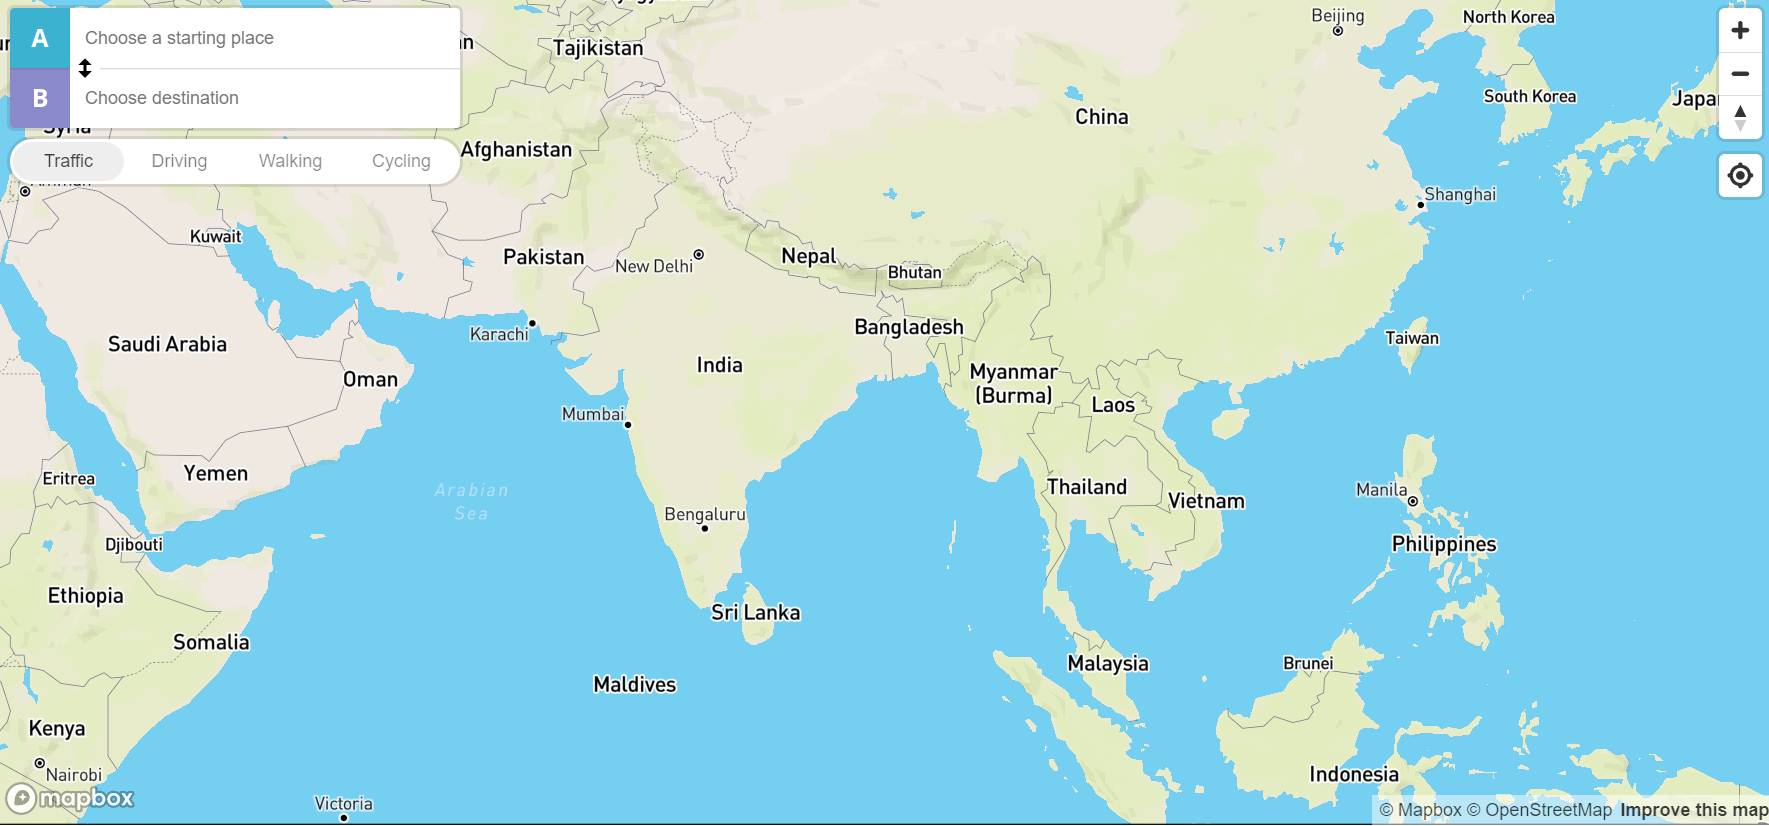 A
Choose a starting place
B
Choose destination
Traffic
Driving
Walking
Cycling
Tajikistan
Afghanistan
Beijing
North Korea
South Korea
China
Shanghai
Kuwait
Pakistan
New Delhi
Nepal
Bhutan
Karachi
Bangladesh
Saudi Arabia
Oman
India
Taiwan
Myanmar
(Burma)
Laos
Mumbai
Yemen
Eritrea
Arabian
Sea
Thailand
Vietnam
Manila
Bengaluru
Djibouti
Philippines
Ethiopia
Sri Lanka
Somalia
Malaysia
Brunei
Maldives
Kenya
Nairobi
Indonesia
mapbox
Victoria
© Mapbox © OpenStreetMap Improve this map